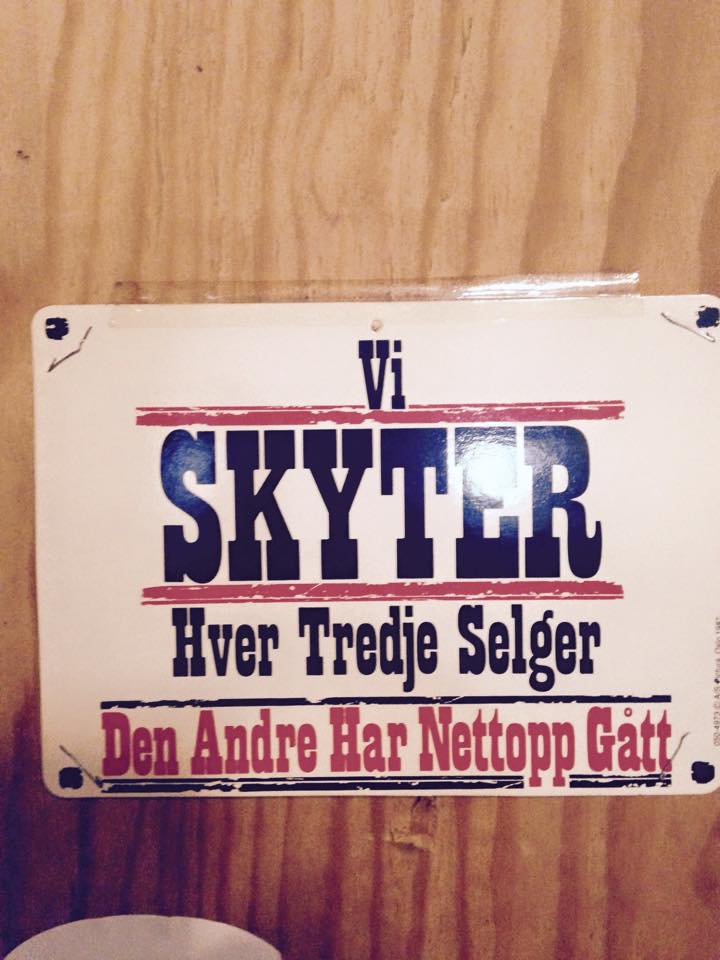 Vi
SKYTER
Hver Tredje Selger
Den Andre Har Nettopp Gått